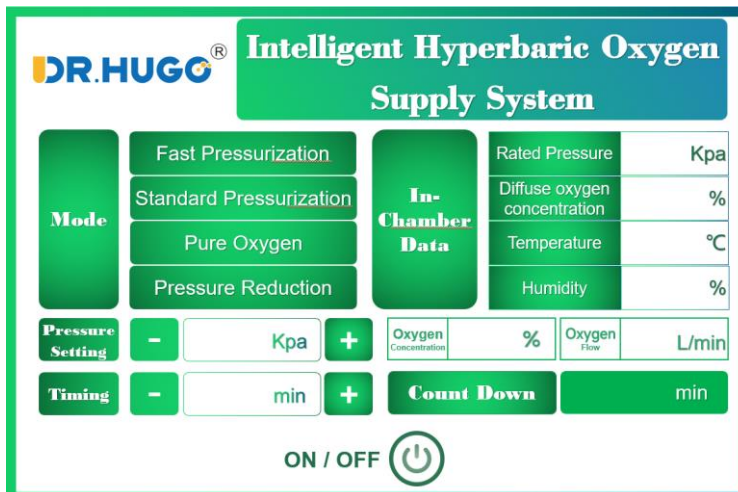 DR.HUGO®
Intelligent Hyperbaric Oxygen
Supply System
Mode
Fast Pressurization
Standard Pressurization
Pure Oxygen
Pressure Reduction
In-
Chamber
Data
Rated Pressure
Kpa
Diffuse oxygen
concentration
%
Temperature
℃
Humidity
%
Pressure
Setting
-
Kpa
+
Oxygen
Concentration
%
Oxygen
Flow
L/min
Timing
-
min
+
Count Down
min
ON / OFF